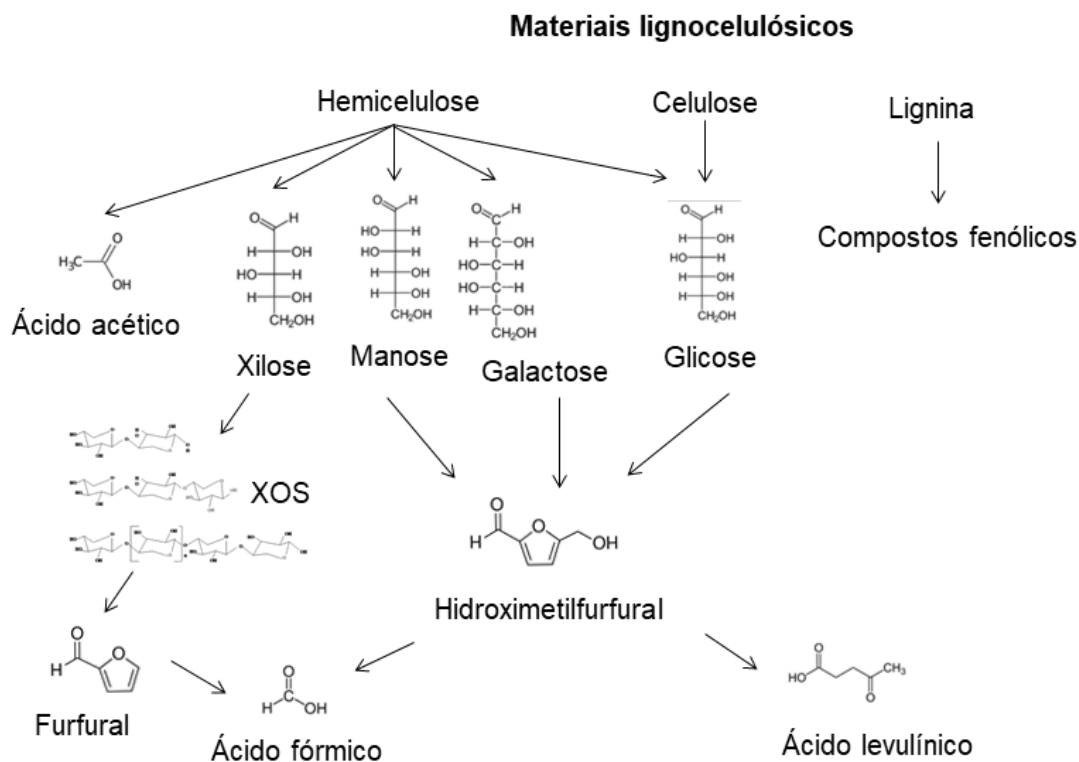 Materiais lignocelulósicos
Hemicelulose
Celulose
Lignina
Compostos fenólicos
Ácido acético
Xilose
Manose
Galactose
Glicose
XOS
Hidroximetilfurfural
Furfural
Ácido fórmico
Ácido levulínico